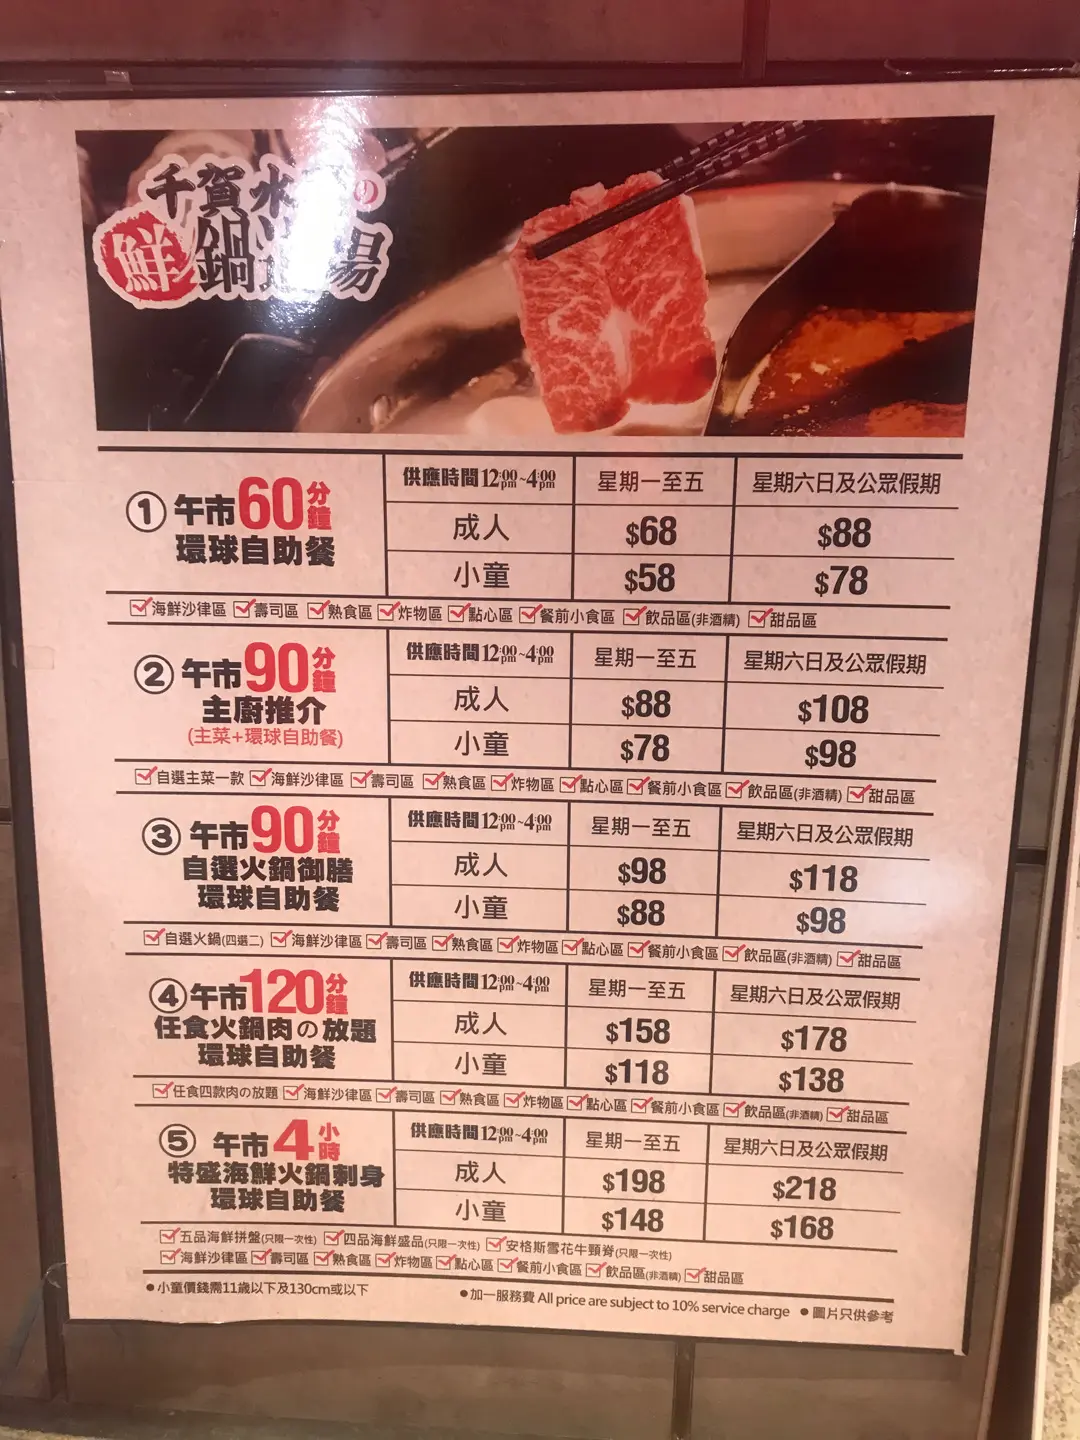 千賀水の
鮮鍋場
① 午市60分鐘
環球自助餐
供應時間12:00pm~4:00pm 星期一至五 星期六日及公眾假期
成人 $68 $88
小童 $58 $78
海鮮沙律區 壽司區 熟食區 炸物區 點心區 餐前小食區 飲品區(非酒精) 甜品區
② 午市90分鐘
主廚推介
(主菜+環球自助餐)
供應時間12:00pm~4:00pm 星期一至五 星期六日及公眾假期
成人 $88 $108
小童 $78 $98
自選主菜一款 海鮮沙律區 壽司區 熟食區 炸物區 點心區 餐前小食區 飲品區(非酒精) 甜品區
③ 午市90分鐘
自選火鍋御膳
環球自助餐
供應時間12:00pm~4:00pm 星期一至五 星期六日及公眾假期
成人 $98 $118
小童 $88 $98
自選火鍋(四選二) 海鮮沙律區 壽司區 熟食區 炸物區 點心區 餐前小食區 飲品區(非酒精) 甜品區
④ 午市120分鐘
任食火鍋肉の放題
環球自助餐
供應時間12:00pm~4:00pm 星期一至五 星期六日及公眾假期
成人 $158 $178
小童 $118 $138
任食四款肉の放題 海鮮沙律區 壽司區 熟食區 炸物區 點心區 餐前小食區 飲品區(非酒精) 甜品區
⑤ 午市4小時
特盛海鮮火鍋刺身
環球自助餐
供應時間12:00pm~4:00pm 星期一至五 星期六日及公眾假期
成人 $198 $218
小童 $148 $168
五品海鮮拼盤(只限一次性) 四品海鮮盛品(只限一次性) 安格斯雪花牛頸脊(只限一次性)
海鮮沙律區 壽司區 熟食區 炸物區 點心區 餐前小食區 飲品區(非酒精) 甜品區
●小童價錢需11歲以下及130cm或以下 ●加一服務費 All price are subject to 10% service charge ●圖片只供參考